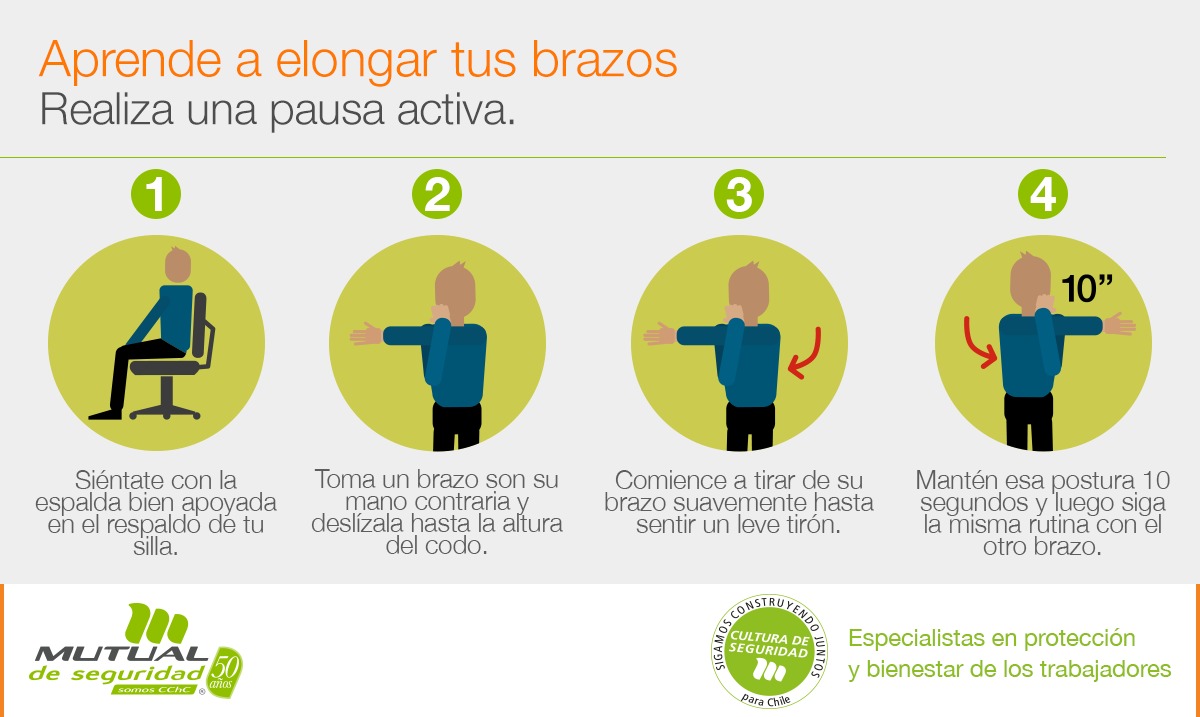 Aprende a elongar tus brazos
Realiza una pausa activa.
1
Siéntate con la
espalda bien apoyada
en el respaldo de tu
silla.
2
Toma un brazo son su
mano contraria y
deslízala hasta la altura
del codo.
3
Comience a tirar de su
brazo suavemente hasta
sentir un leve tirón.
4
10”
Mantén esa postura 10
segundos y luego siga
la misma rutina con el
otro brazo.
MUTUAL
de seguridad
somos CChC
®
50
años
SIGAMOS CONSTRUYENDO JUNTOS
CULTURA DE
SEGURIDAD
para Chile
Especialistas en protección
y bienestar de los trabajadores